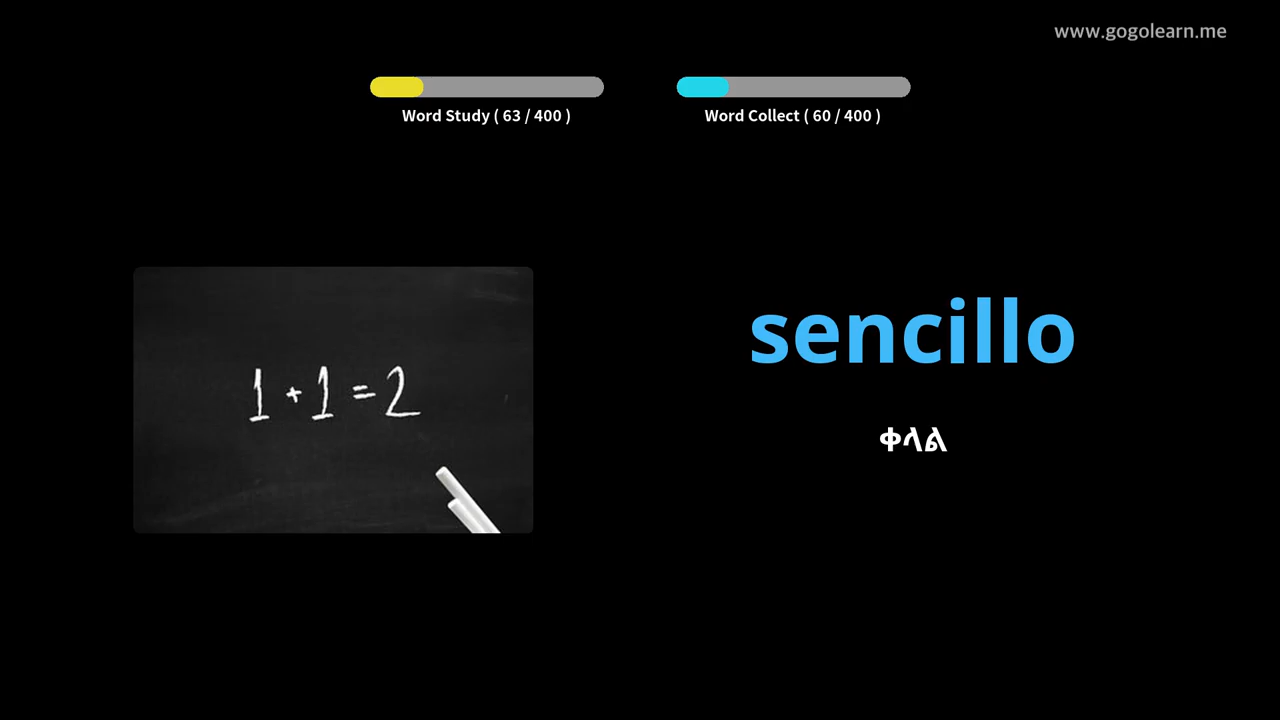 www.gogolearn.me
Word Study ( 63 / 400 )
Word Collect ( 60 / 400 )
1 + 1 = 2
sencillo
ቀላል